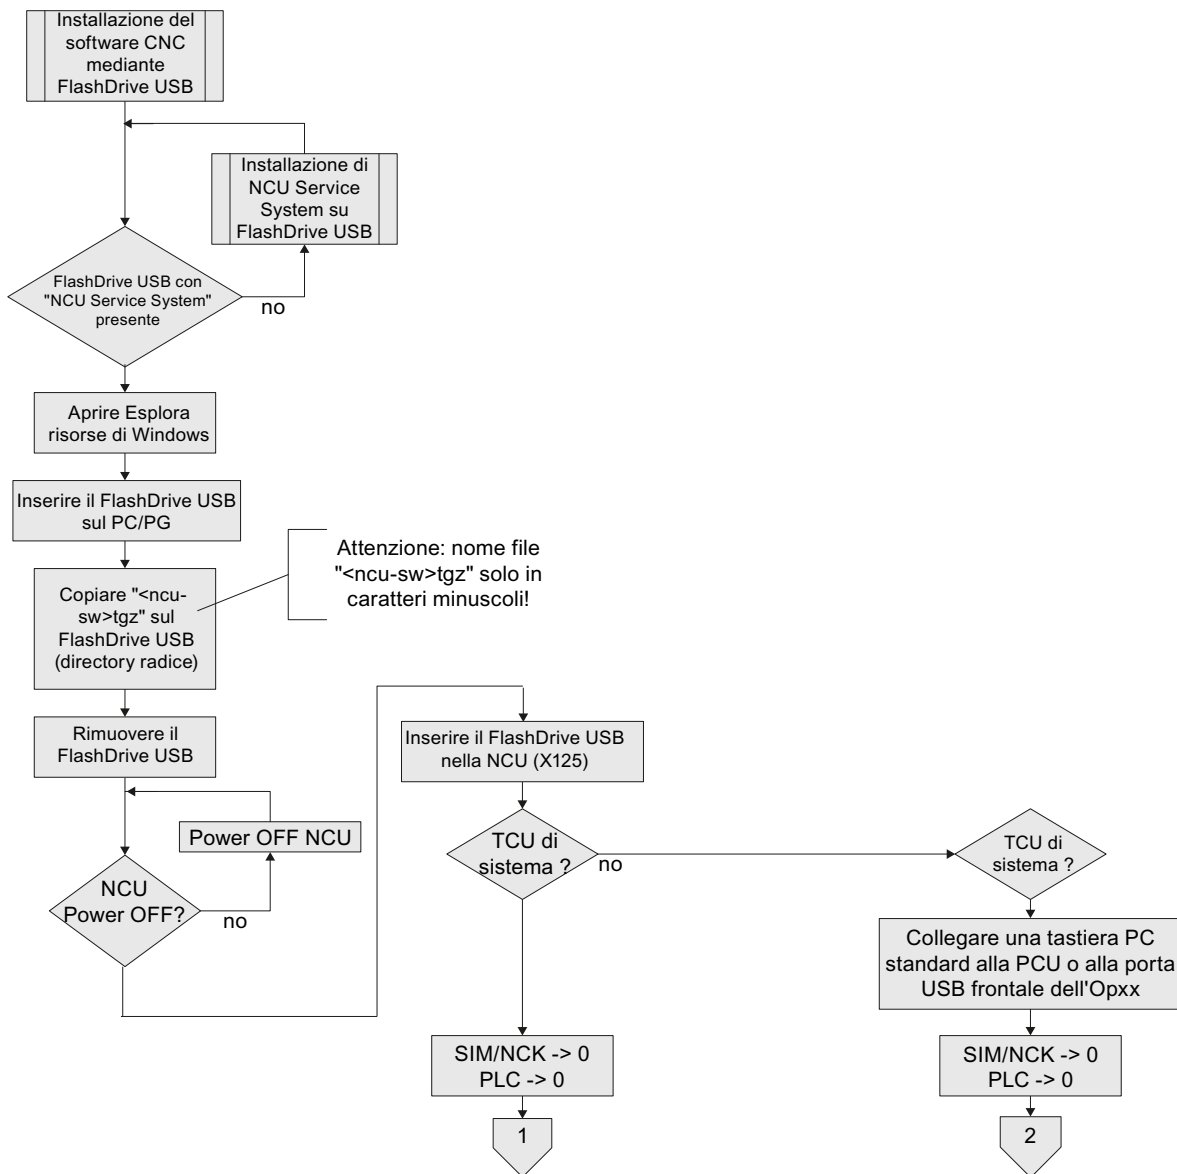 Installazione del
software CNC
mediante
FlashDrive USB
Installazione di
NCU Service
System su
FlashDrive USB
FlashDrive USB con
"NCU Service System"
presente
no
Aprire Esplora
risorse di Windows
Inserire il FlashDrive USB
sul PC/PG
Copiare "<ncu-
sw>tgz" sul
FlashDrive USB
(directory radice)
Attenzione: nome file
"<ncu-sw>tgz" solo in
caratteri minuscoli!
Rimuovere il
FlashDrive USB
Power OFF NCU
NCU
Power OFF?
no
Inserire il FlashDrive USB
nella NCU (X125)
TCU di
sistema ?
no
TCU di
sistema ?
Collegare una tastiera PC
standard alla PCU o alla porta
USB frontale dell'Opxx
SIM/NCK -> 0
PLC -> 0
SIM/NCK -> 0
PLC -> 0
1
2